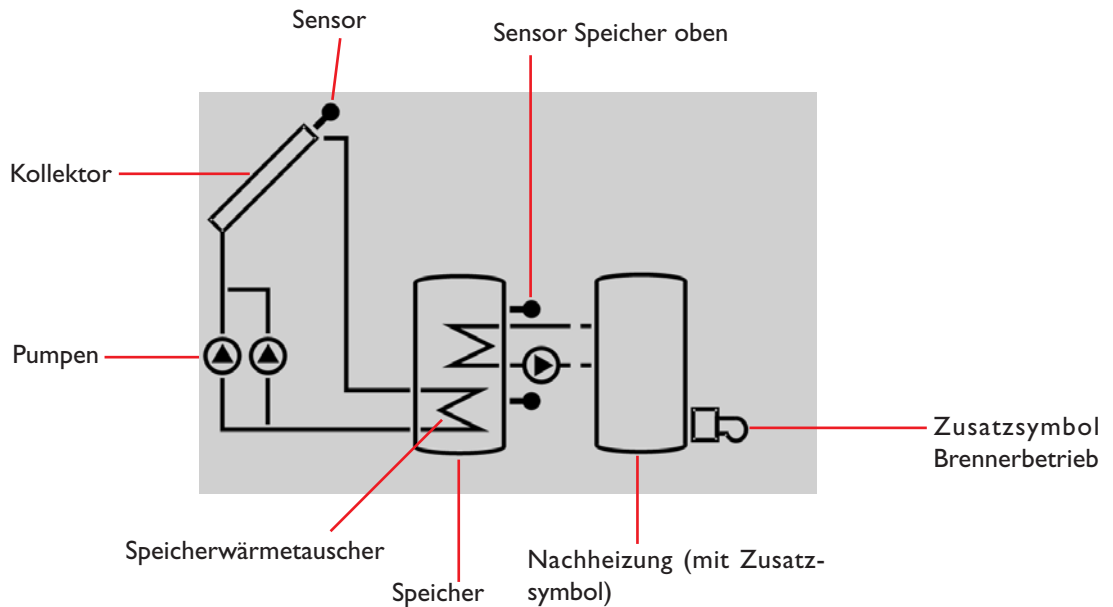 Sensor
Sensor Speicher oben
Kollektor
Pumpen
Zusatzsymbol
Brennerbetrieb
Speicherwärmetauscher
Nachheizung (mit Zusatz-
symbol)
Speicher